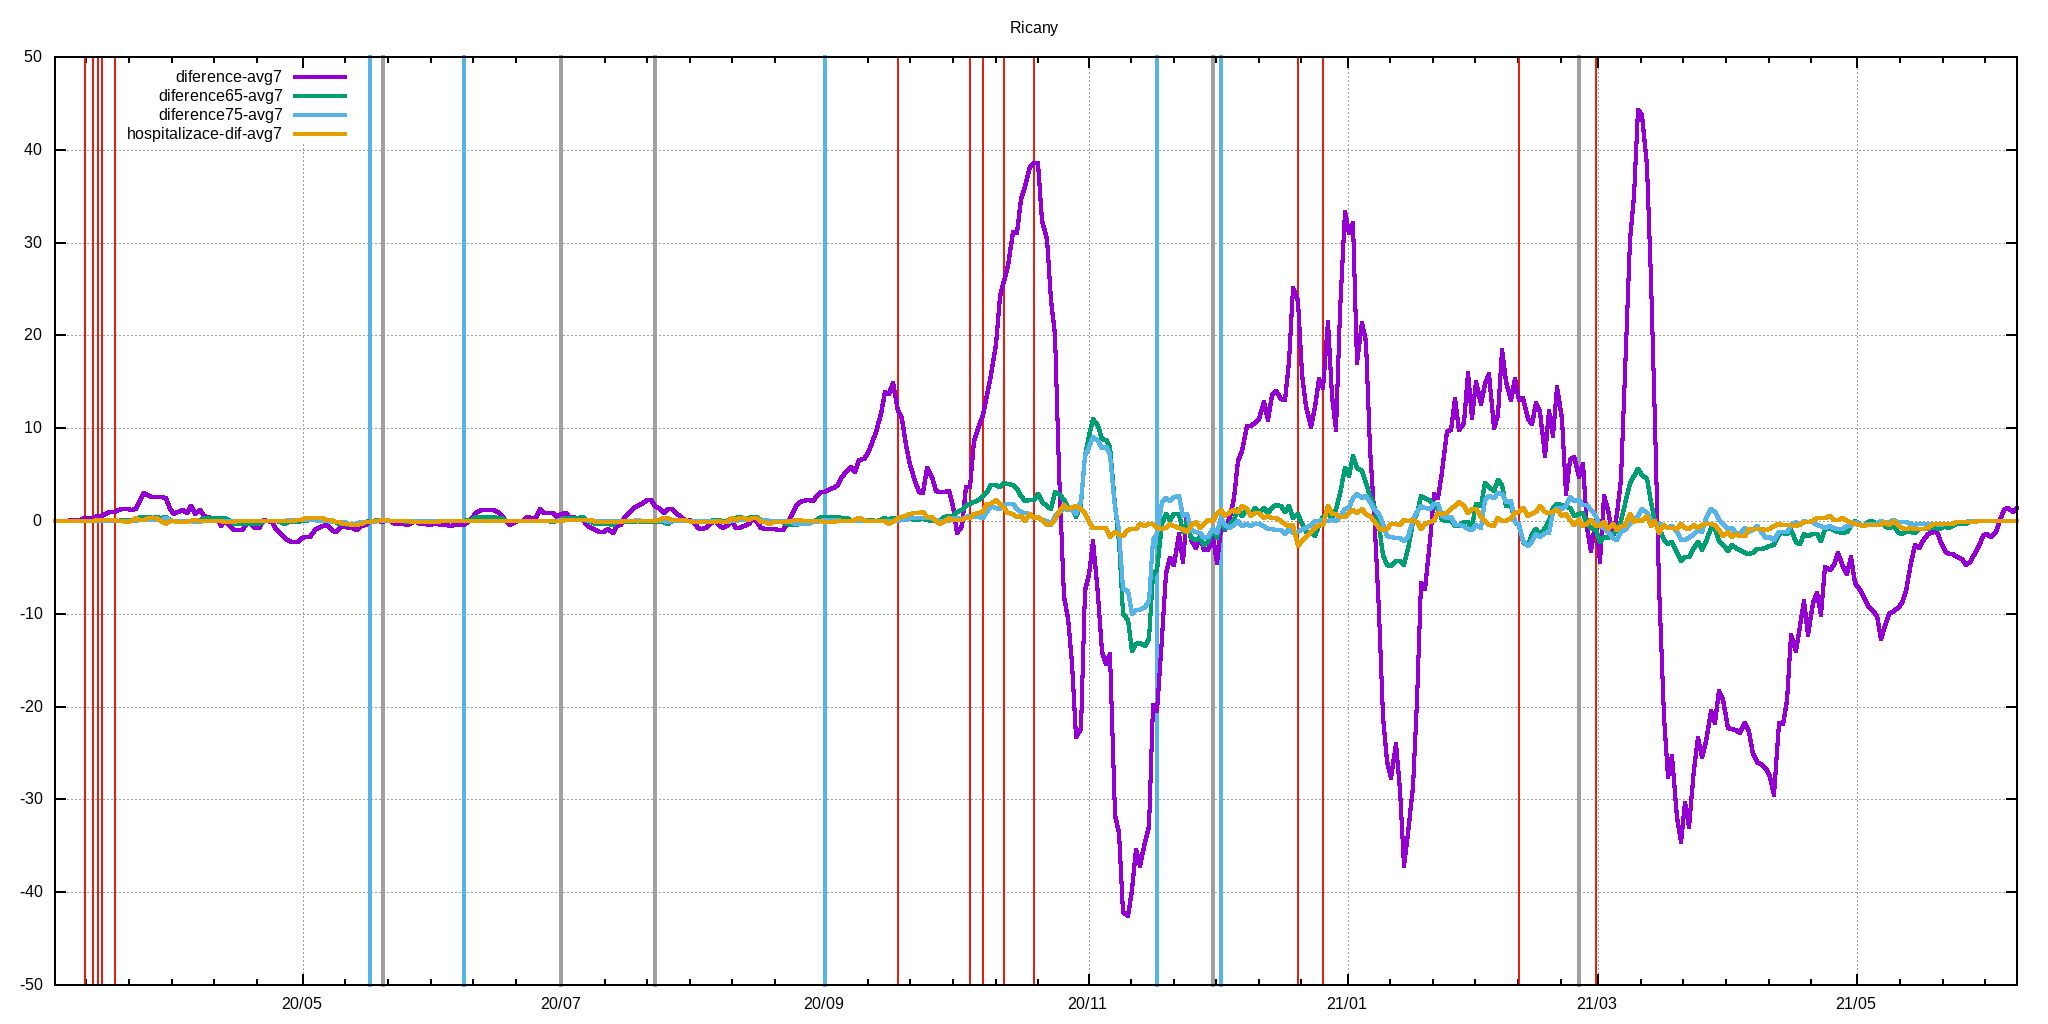 Ricany
diference-avg7
diference65-avg7
diference75-avg7
hospitalizace-dif-avg7
50
40
30
20
10
0
-10
-20
-30
-40
-50
20/05 20/07 20/09 20/11 21/01 21/03 21/05